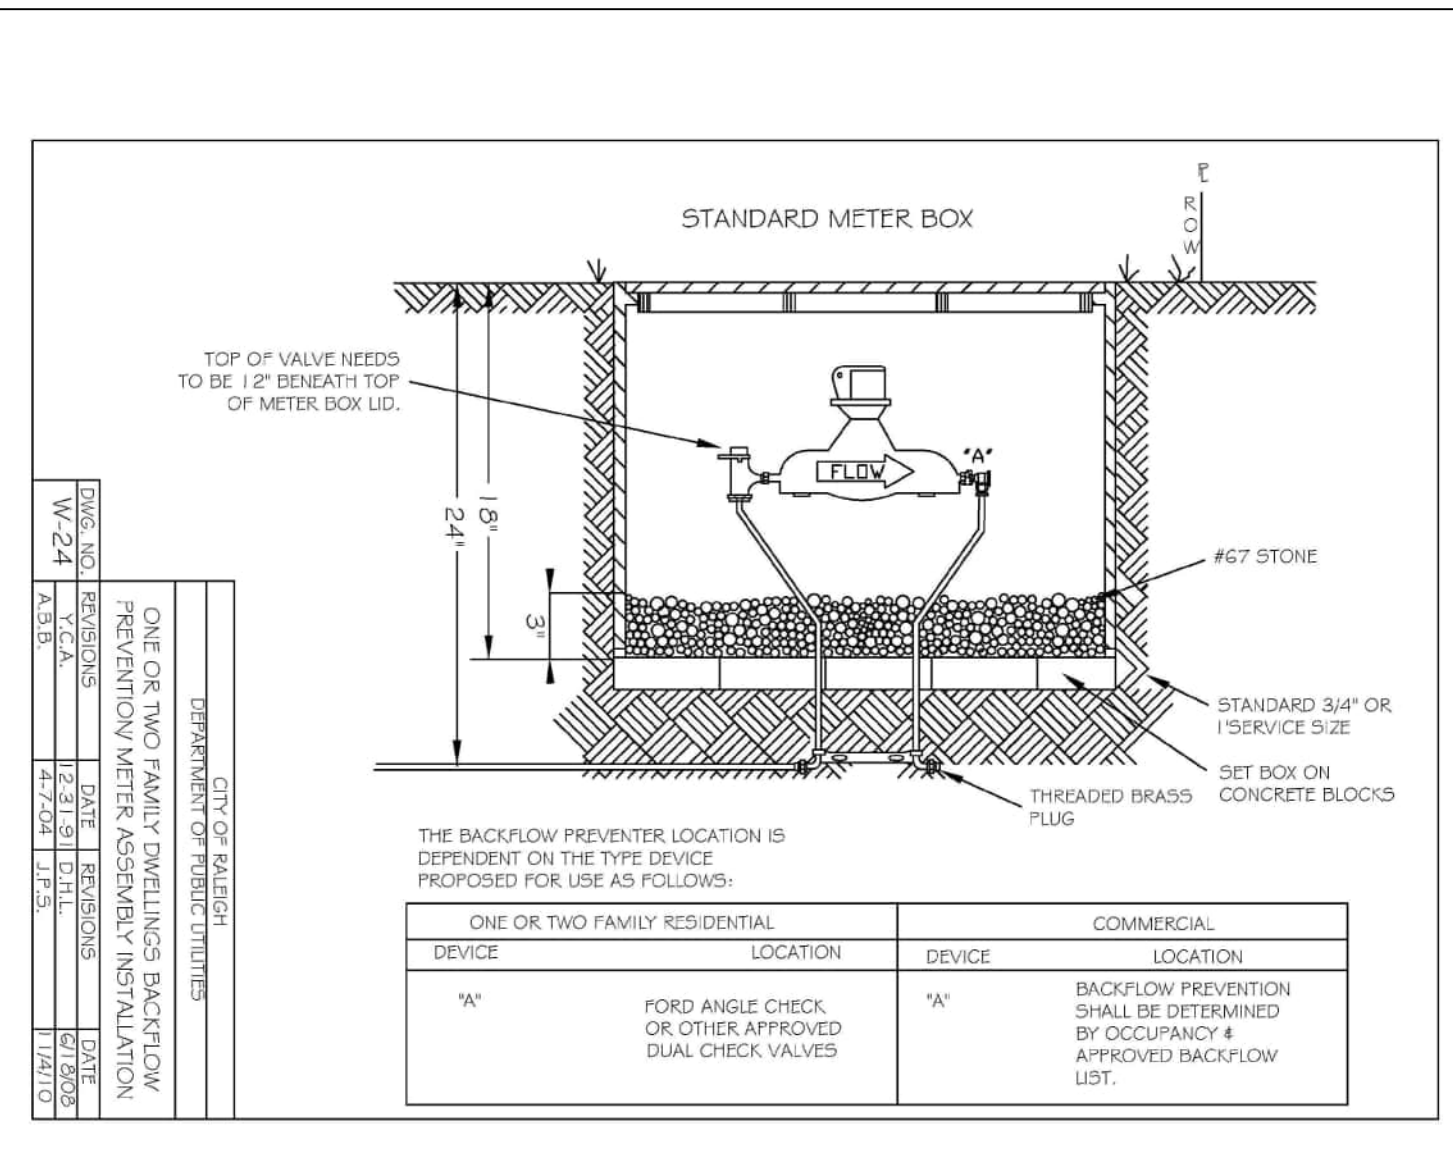 P
L
R
O
W
STANDARD METER BOX
TOP OF VALVE NEEDS
TO BE 12" BENEATH TOP
OF METER BOX LID.
"A"
FLOW
18"
24"
3"
#67 STONE
STANDARD 3/4" OR
1"SERVICE SIZE
SET BOX ON
CONCRETE BLOCKS
THREADED BRASS
PLUG
THE BACKFLOW PREVENTER LOCATION IS
DEPENDENT ON THE TYPE DEVICE
PROPOSED FOR USE AS FOLLOWS:
ONE OR TWO FAMILY RESIDENTIAL
COMMERCIAL
DEVICE LOCATION
DEVICE LOCATION
"A"
FORD ANGLE CHECK
OR OTHER APPROVED
DUAL CHECK VALVES
"A"
BACKFLOW PREVENTION
SHALL BE DETERMINED
BY OCCUPANCY &
APPROVED BACKFLOW
LIST.
CITY OF RALEIGH
DEPARTMENT OF PUBLIC UTILITIES
ONE OR TWO FAMILY DWELLINGS BACKFLOW
PREVENTION/ METER ASSEMBLY INSTALLATION
DWG. NO. REVISIONS DATE REVISIONS DATE
W-24
Y.C.A. 12-31-91 D.H.L. 6/18/08
A.B.B. 4-7-04 J.P.S. 11/4/10